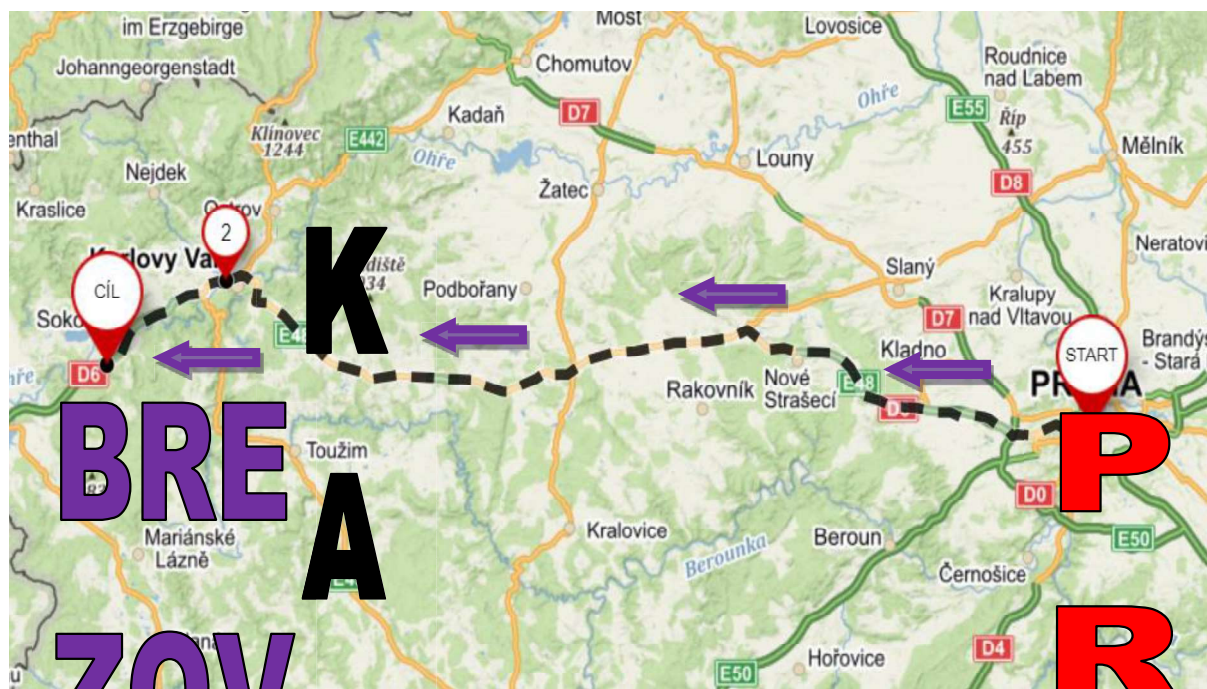 Most
Lovosice
im Erzgebirge
Johanngeorgenstadt
Chomutov
Roudnice
nad Labem
Ohře
E55
Říp
455
Kadaň
D7
Klínovec
1244
E442
Ohře
Louny
Mělník
Nejdek
Žatec
D8
Kraslice
2
Neratovi
Slaný
Podbořany
CÍL
Kralupy
nad Vltavou
D7
Brandýs
- Stará
Kladno
START
K
D6
Rakovník
Nové
Strašecí
E48
BRE
P
Toužim
A
D0
Mariánské
Lázně
Kralovice
Berounka
Beroun
E50
Černošice
ZOV
R
D4
Hořovice
E50